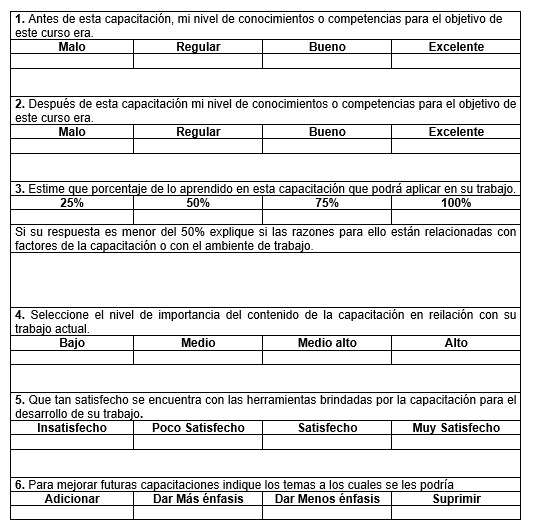 1. Antes de esta capacitación, mi nivel de conocimientos o competencias para el objetivo de
este curso era.
Malo Regular Bueno Excelente
2. Después de esta capacitación mi nivel de conocimientos o competencias para el objetivo de
este curso era.
Malo Regular Bueno Excelente
3. Estime que porcentaje de lo aprendido en esta capacitación que podrá aplicar en su trabajo.
25% 50% 75% 100%
Si su respuesta es menor del 50% explique si las razones para ello están relacionadas con
factores de la capacitación o con el ambiente de trabajo.
4. Seleccione el nivel de importancia del contenido de la capacitación en reilación con su
trabajo actual.
Bajo Medio Medio alto Alto
5. Que tan satisfecho se encuentra con las herramientas brindadas por la capacitación para el
desarrollo de su trabajo.
Insatisfecho Poco Satisfecho Satisfecho Muy Satisfecho
6. Para mejorar futuras capacitaciones indique los temas a los cuales se les podría
Adicionar Dar Más énfasis Dar Menos énfasis Suprimir